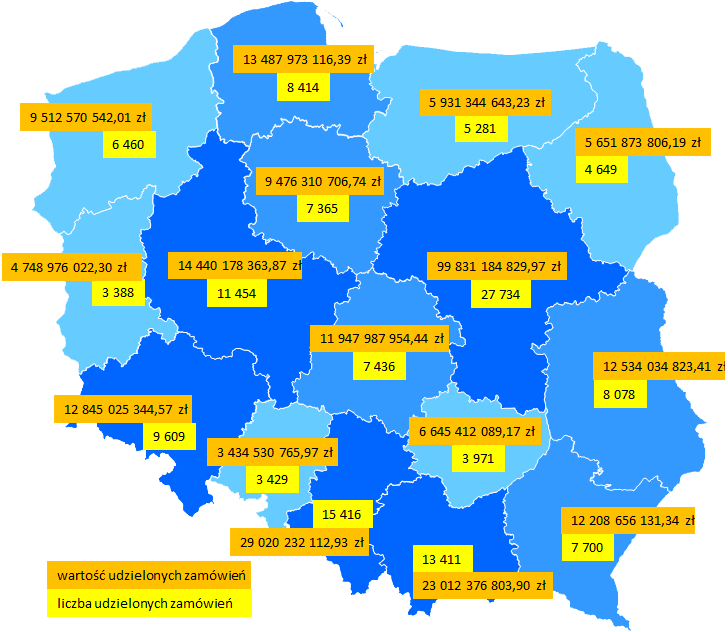 13 487 973 116,39 zł
8 414
5 931 344 643,23 zł
5 281
9 512 570 542,01 zł
6 460
5 651 873 806,19 zł
4 649
9 476 310 706,74 zł
7 365
4 748 976 022,30 zł
3 388
14 440 178 363,87 zł
11 454
99 831 184 829,97 zł
27 734
11 947 987 954,44 zł
7 436
12 534 034 823,41 zł
8 078
12 845 025 344,57 zł
9 609
3 434 530 765,97 zł
3 429
6 645 412 089,17 zł
3 971
15 416
29 020 232 112,93 zł
12 208 656 131,34 zł
7 700
13 411
23 012 376 803,90 zł
wartość udzielonych zamówień
liczba udzielonych zamówień